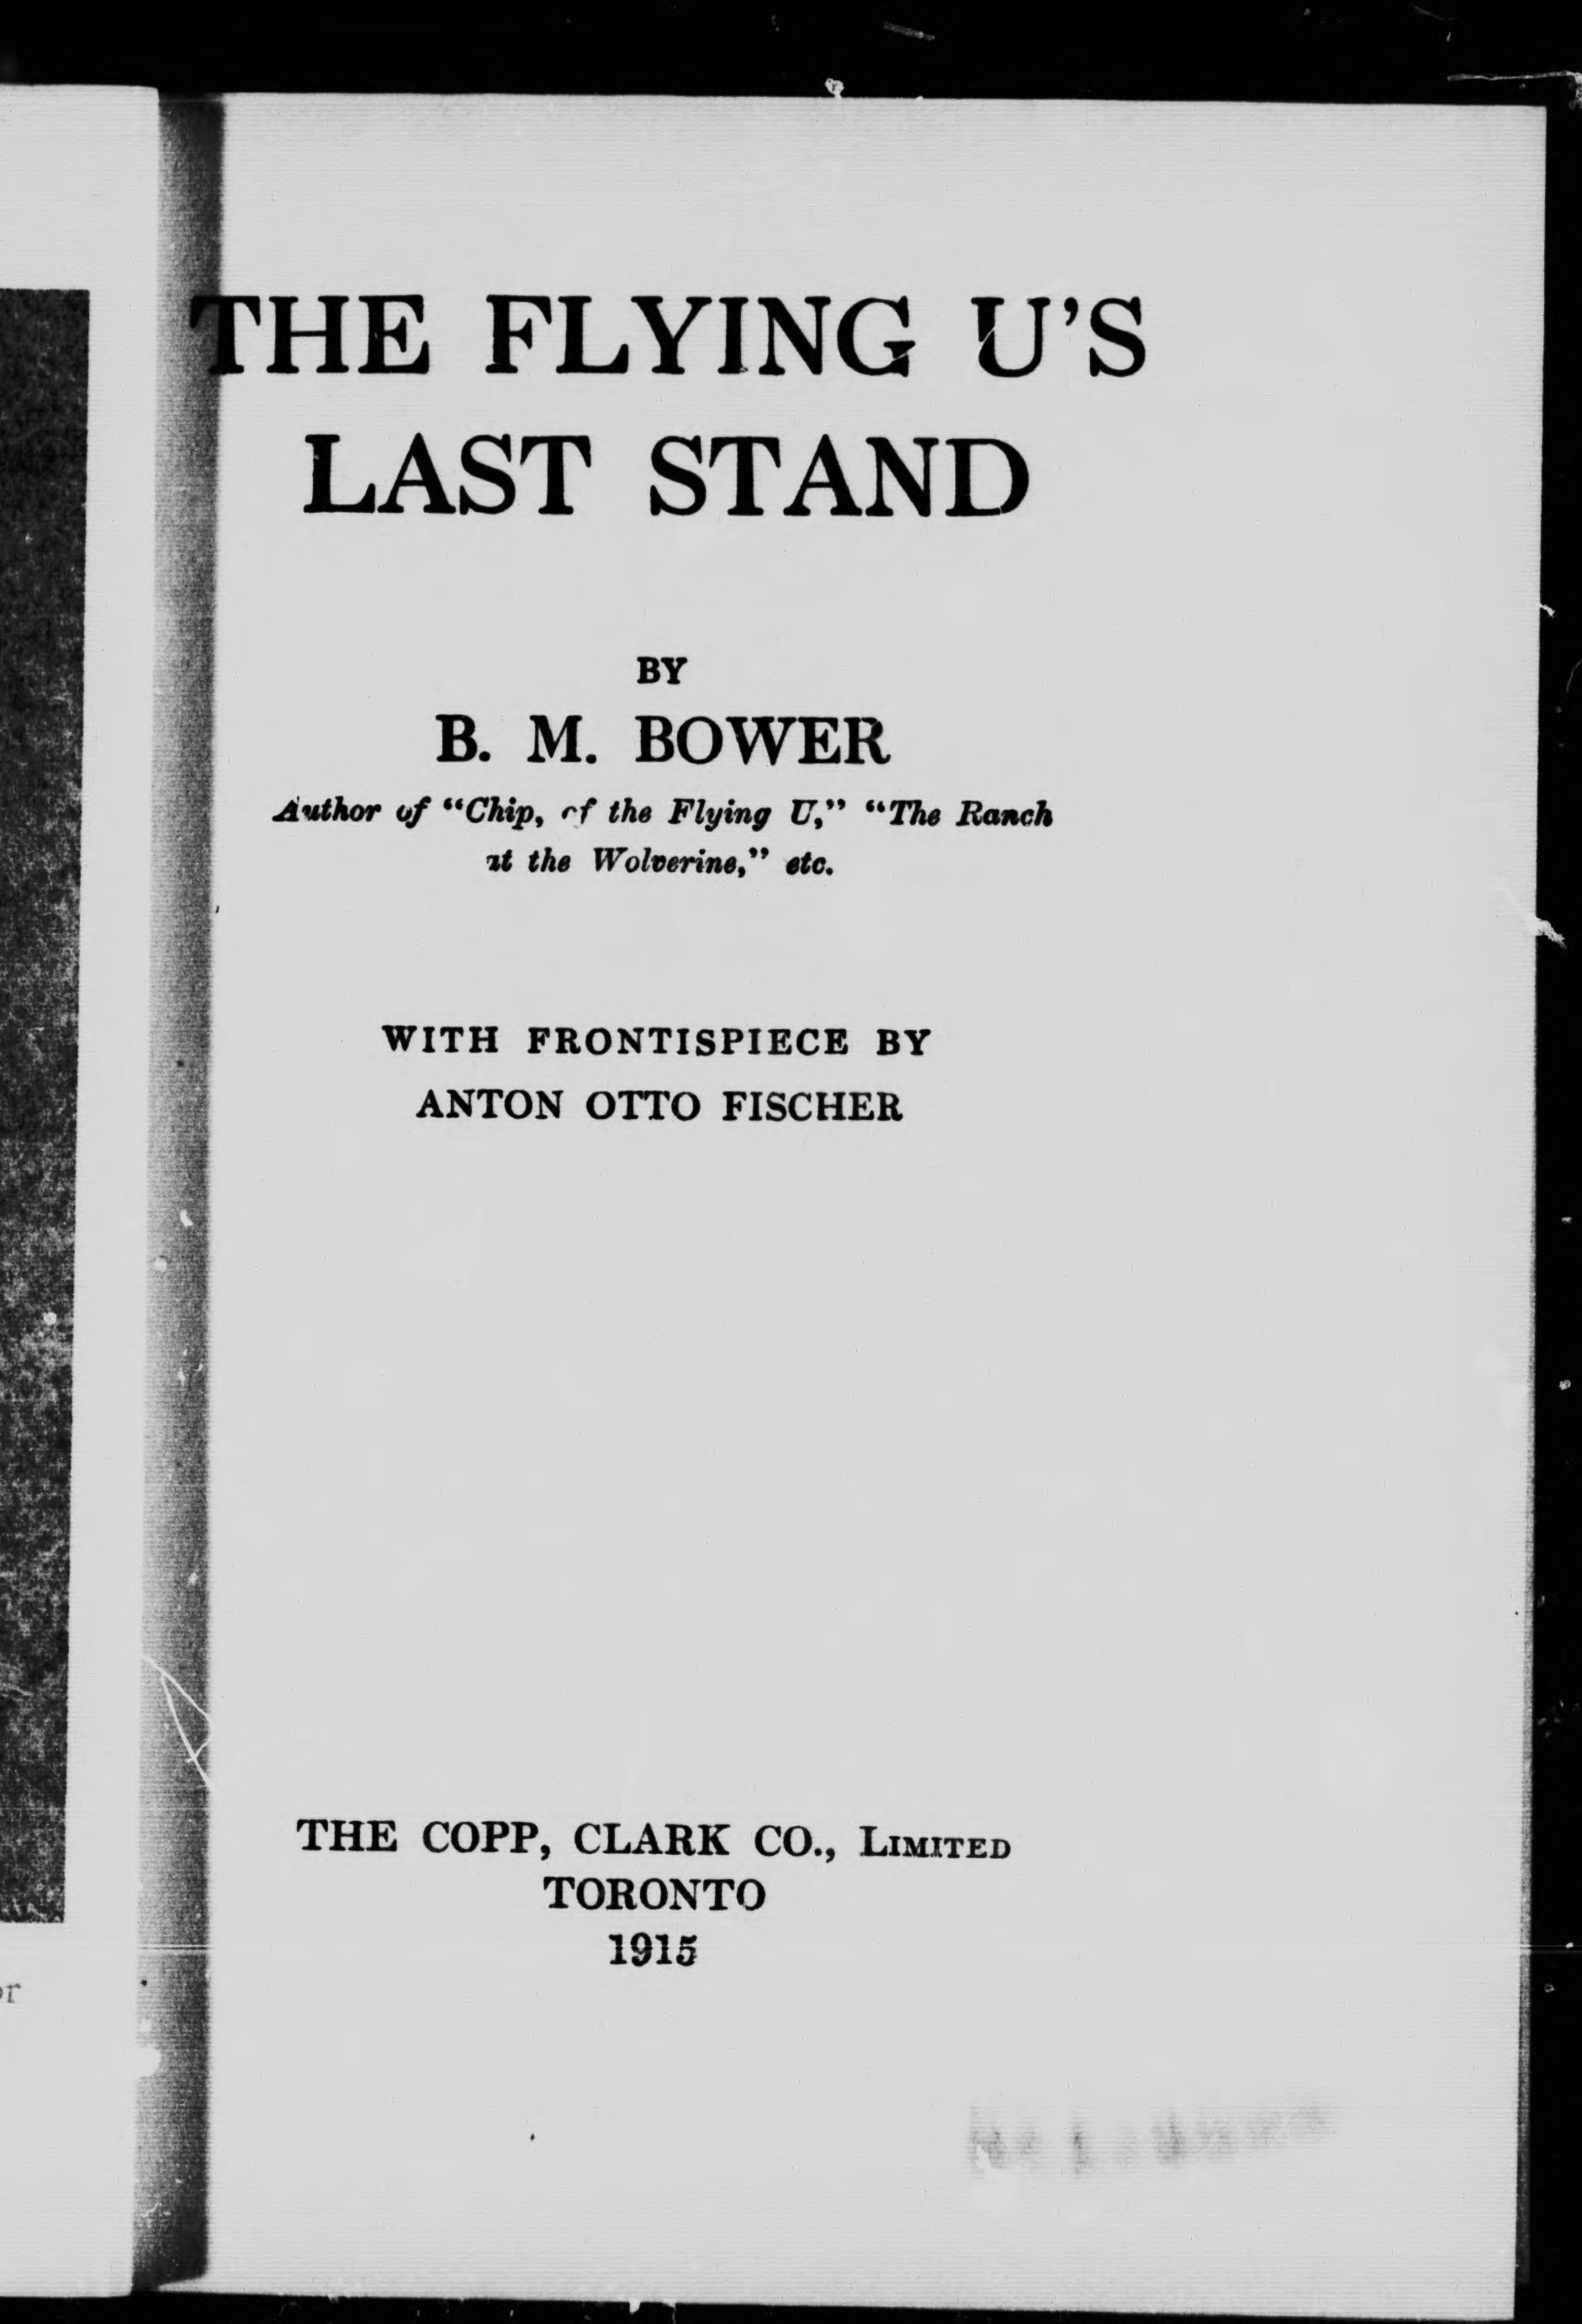 THE FLYING U'S
LAST STAND
BY
B. M. BOWER
Author of "Chip, of the Flying U," "The Ranch
at the Wolverine," etc.
WITH FRONTISPIECE BY
ANTON OTTO FISCHER
THE COPP, CLARK CO., LIMITED
TORONTO
1915